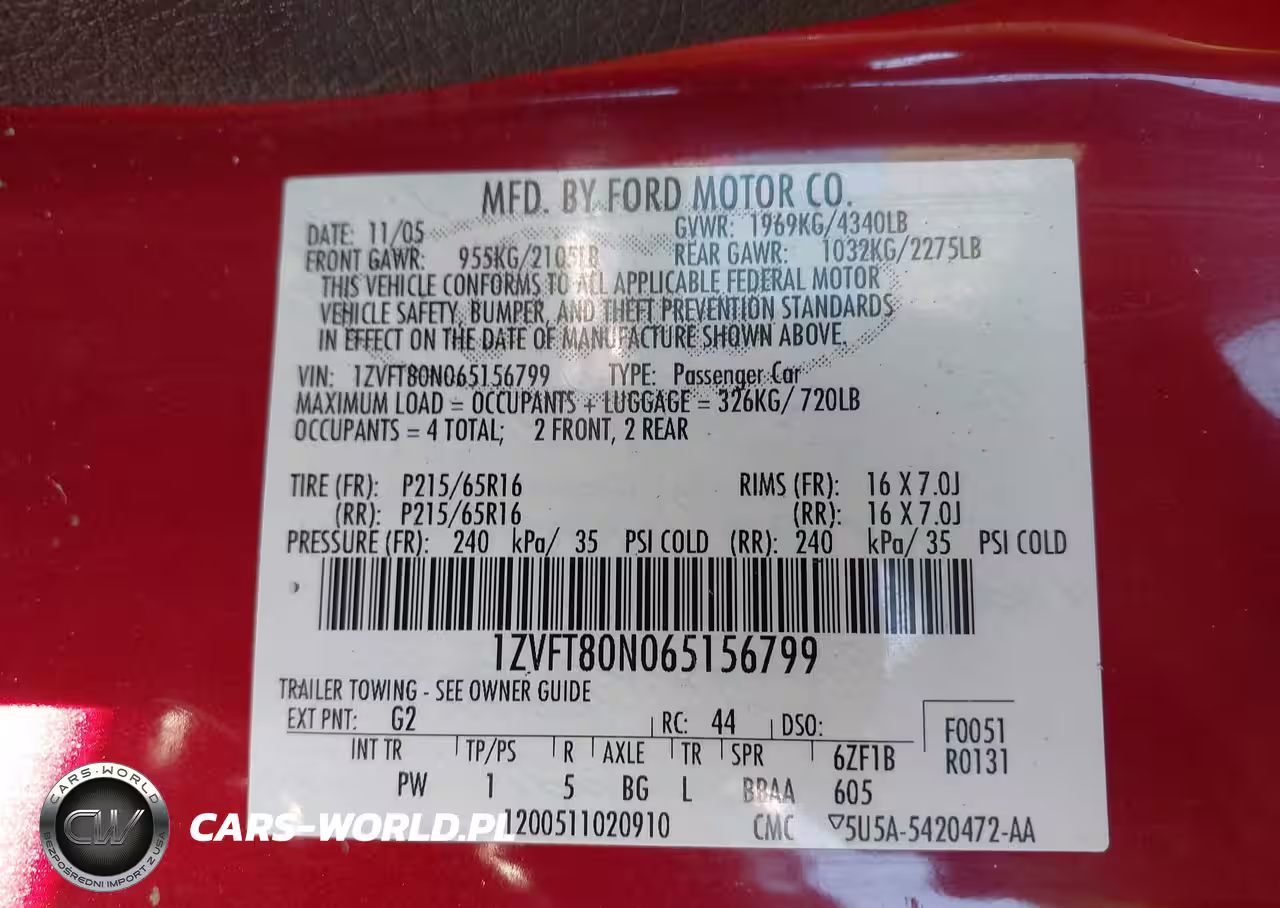 MFD. BY FORD MOTOR CO.
DATE: 11/05 GVWR: 1969KG/4340LB
FRONT GAWR: 955KG/2105LB REAR GAWR: 1032KG/2275LB
THIS VEHICLE CONFORMS TO ALL APPLICABLE FEDERAL MOTOR
VEHICLE SAFETY, BUMPER, AND THEFT PREVENTION STANDARDS
IN EFFECT ON THE DATE OF MANUFACTURE SHOWN ABOVE.
VIN: 1ZVFT80N065156799 TYPE: Passenger Car
MAXIMUM LOAD = OCCUPANTS + LUGGAGE = 326KG/ 720LB
OCCUPANTS = 4 TOTAL; 2 FRONT, 2 REAR
TIRE (FR): P215/65R16 RIMS (FR): 16 X 7.0J
(RR): P215/65R16 (RR): 16 X 7.0J
PRESSURE (FR): 240 kPa/ 35 PSI COLD (RR): 240 kPa/ 35 PSI COLD
1ZVFT80N065156799
TRAILER TOWING - SEE OWNER GUIDE
EXT PNT: G2 RC: 44 DSO: F0051
INT TR TP/PS R AXLE TR SPR 6ZF1B R0131
PW 1 5 BG L BBAA 605
1200511020910 CMC ▽5U5A-5420472-AA
CARS-WORLD
CW
BEZPOŚREDNI IMPORT Z USA
CARS-WORLD.PL